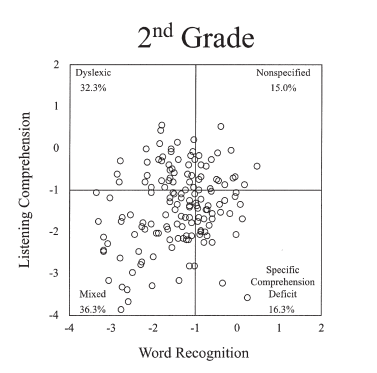 2nd Grade
Dyslexic
32.3%
Nonspecified
15.0%
2
1
0
-1
-2
-3
-4
Listening Comprehension
Mixed
36.3%
Specific
Comprehension
Deficit
16.3%
-4 -3 -2 -1 0 1 2
Word Recognition